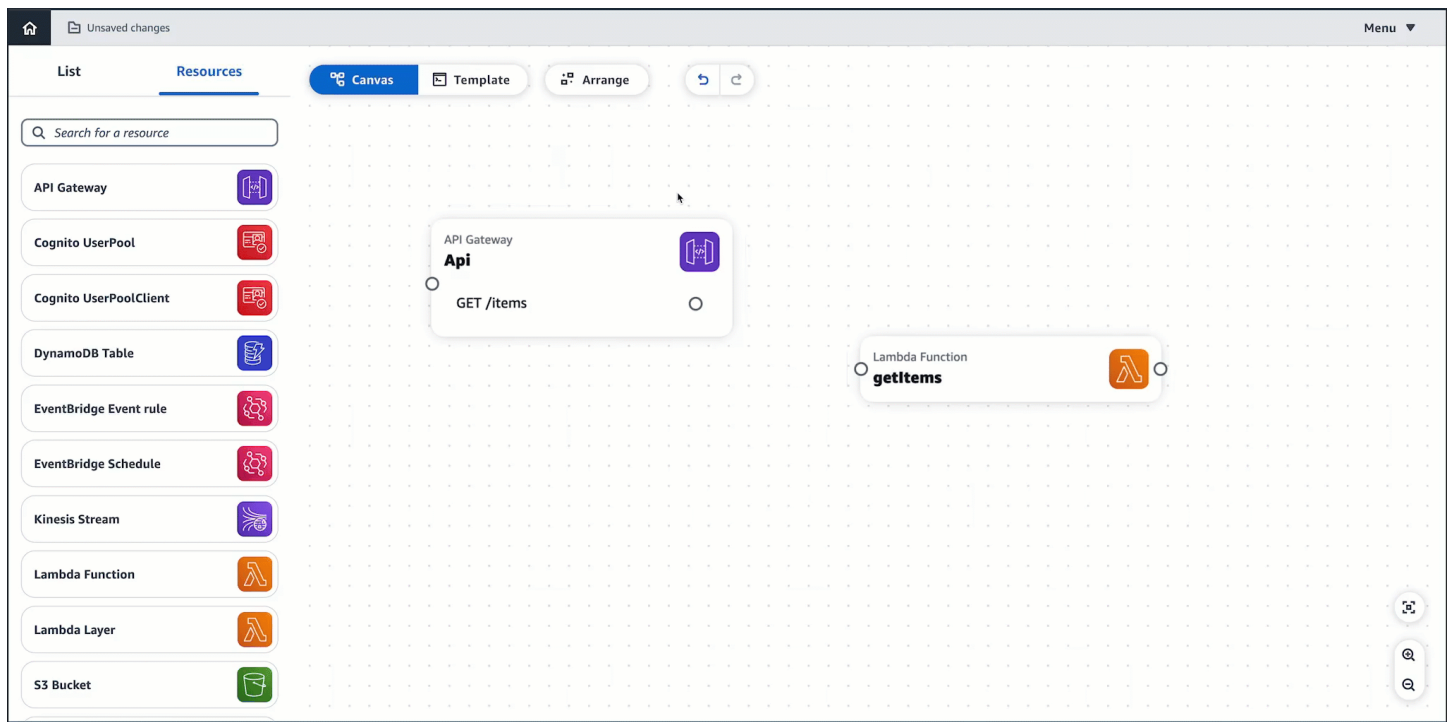 Unsaved changes
Menu ▼
List
Resources
Canvas
Template
Arrange
Search for a resource
API Gateway
Cognito UserPool
Cognito UserPoolClient
DynamoDB Table
EventBridge Event rule
EventBridge Schedule
Kinesis Stream
Lambda Function
Lambda Layer
S3 Bucket
API Gateway
Api
GET /items
Lambda Function
getItems